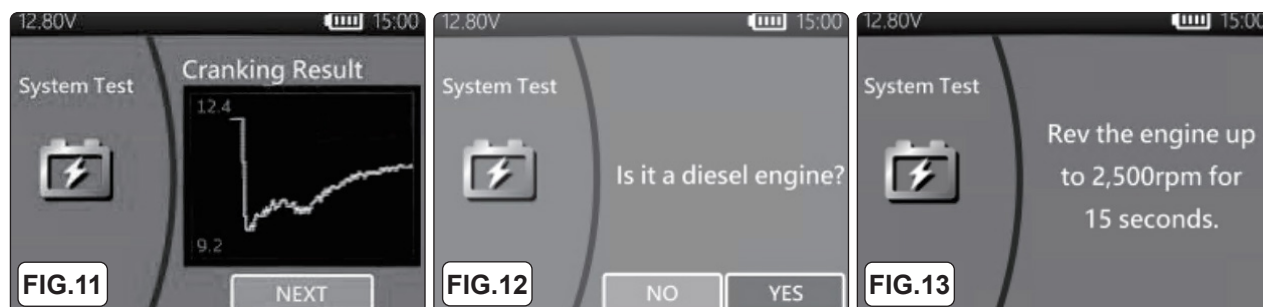 12.80V 15:00
System Test
Cranking Result
12.4
9.2
NEXT
FIG.11
12.80V 15:00
System Test
Is it a diesel engine?
NO YES
FIG.12
12.80V 15:00
System Test
Rev the engine up
to 2,500rpm for
15 seconds.
FIG.13